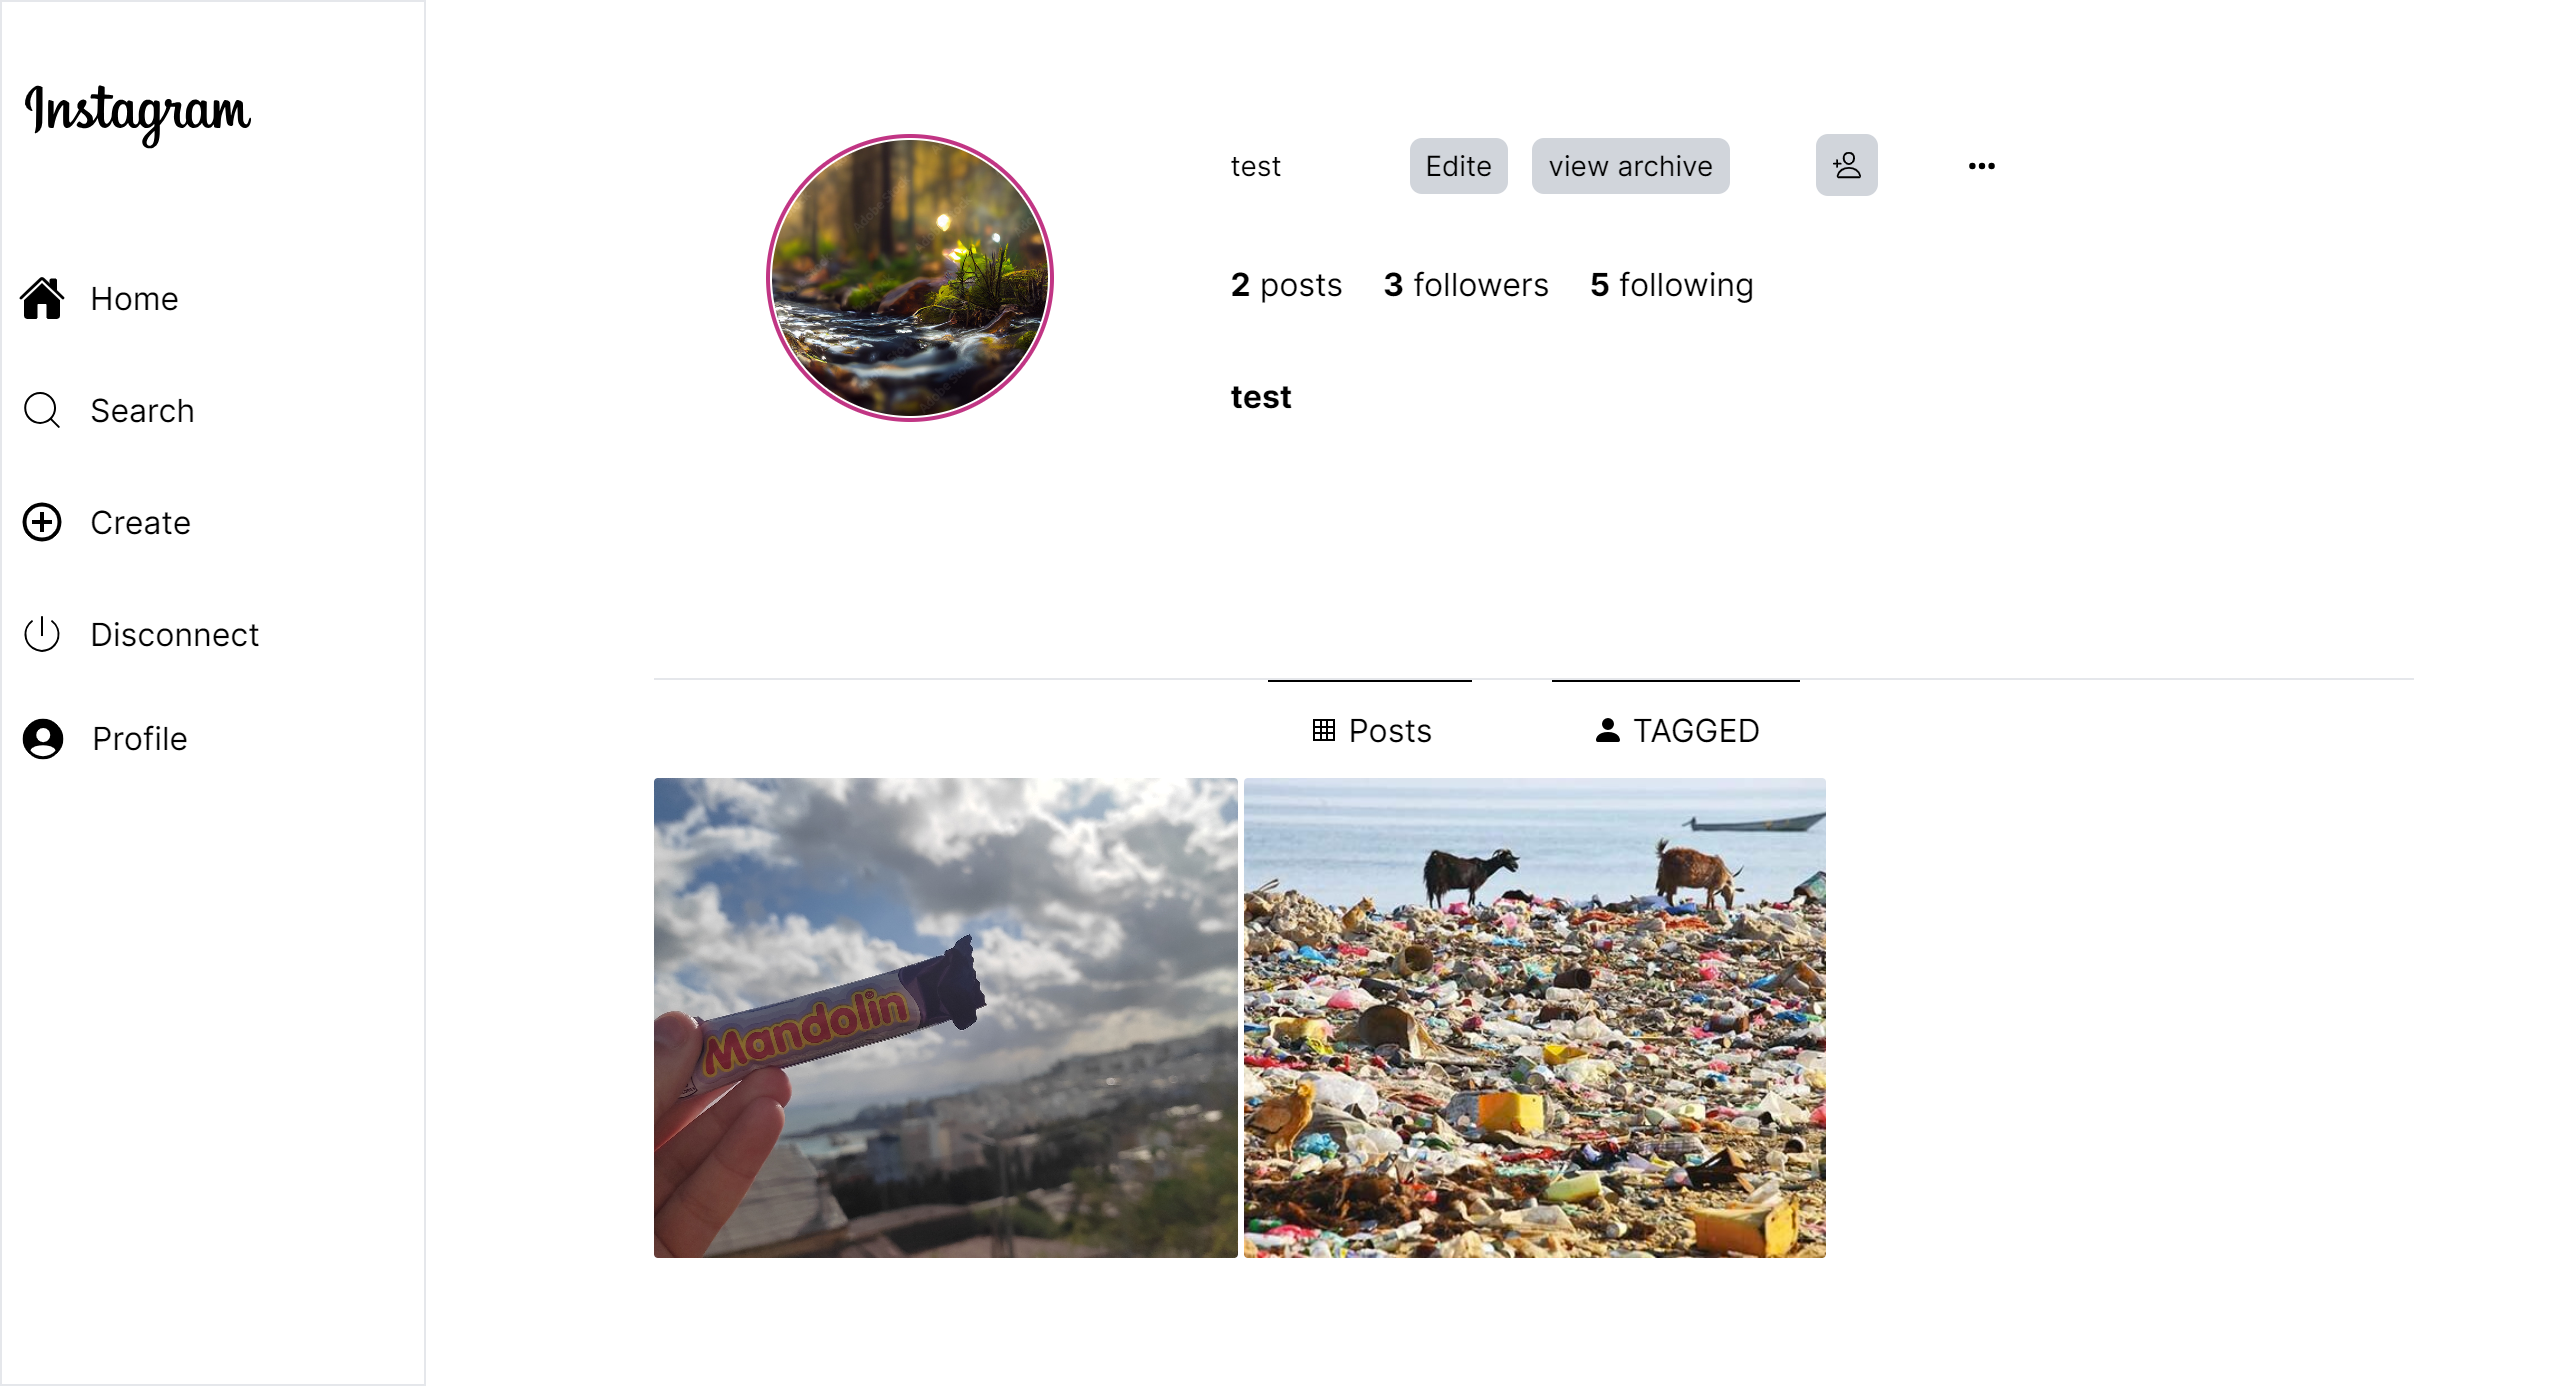 Instagram
Home
Search
Create
Disconnect
Profile
test
Edite
view archive
2 posts 3 followers 5 following
test
Posts
TAGGED
Mandolin